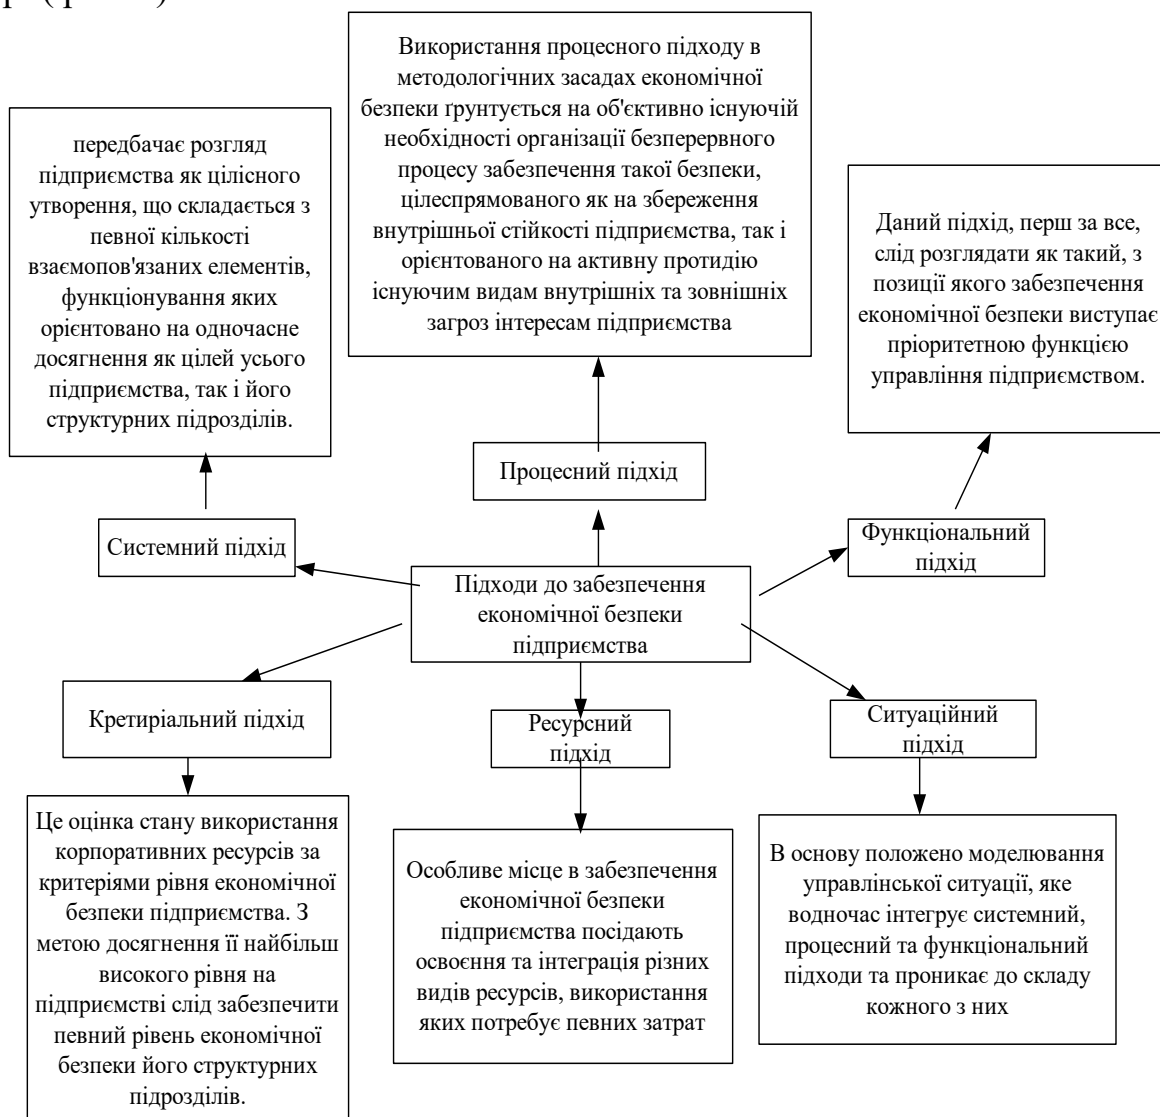 Використання процесного підходу в
методологічних засадах економічної
безпеки ґрунтується на об'єктивно існуючій
необхідності організації безперервного
процесу забезпечення такої безпеки,
цілеспрямованого як на збереження
внутрішньої стійкості підприємства, так і
орієнтованого на активну протидію
існуючим видам внутрішніх та зовнішніх
загроз інтересам підприємства
передбачає розгляд
підприємства як цілісного
утворення, що складається з
певної кількості
взаємопов'язаних елементів,
функціонування яких
орієнтовано на одночасне
досягнення як цілей усього
підприємства, так і його
структурних підрозділів.
Даний підхід, перш за все,
слід розглядати як такий, з
позиції якого забезпечення
економічної безпеки виступає
пріоритетною функцією
управління підприємством.
Процесний підхід
Системний підхід
Функціональний
підхід
Підходи до забезпечення
економічної безпеки
підприємства
Кретиріальний підхід
Ресурсний
підхід
Ситуаційний
підхід
Це оцінка стану використання
корпоративних ресурсів за
критеріями рівня економічної
безпеки підприємства. З
метою досягнення її найбільш
високого рівня на
підприємстві слід забезпечити
певний рівень економічної
безпеки його структурних
підрозділів.
Особливе місце в забезпечення
економічної безпеки
підприємства посідають
освоєння та інтеграція різних
видів ресурсів, використання
яких потребує певних затрат
В основу положено моделювання
управлінської ситуації, яке
водночас інтегрує системний,
процесний та функціональний
підходи та проникає до складу
кожного з них